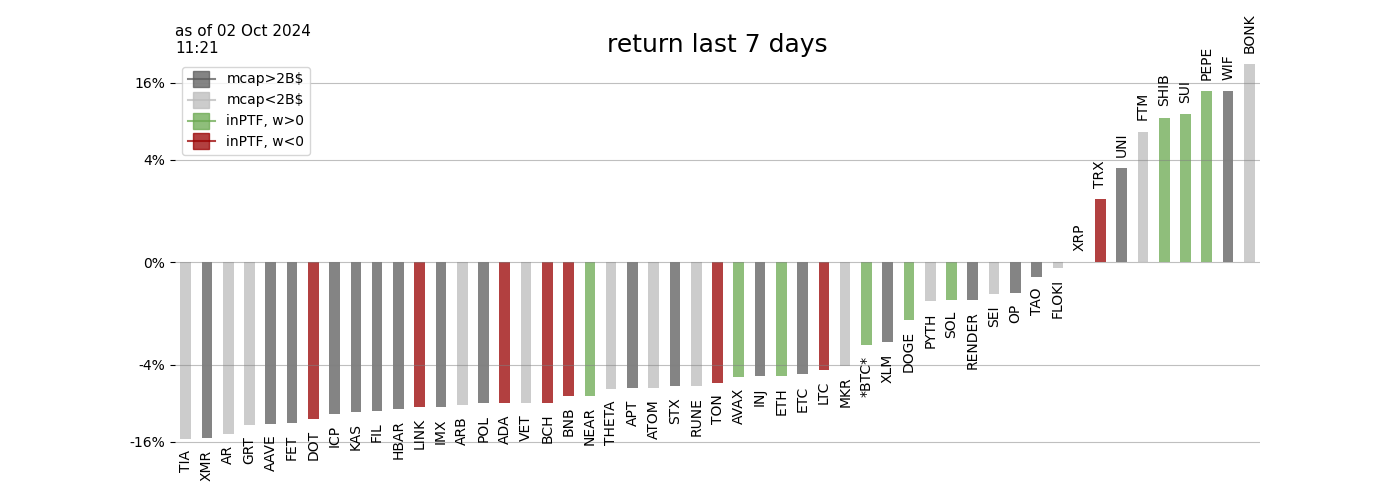 as of 02 Oct 2024
11:21
return last 7 days
mcap>2B$
mcap<2B$
inPTF, w>0
inPTF, w<0
16%
4%
0%
-4%
-16%
TIA
XMR
AR
GRT
AAVE
FET
DOT
ICP
KAS
FIL
HBAR
LINK
IMX
ARB
POL
ADA
VET
BCH
BNB
NEAR
THETA
APT
ATOM
STX
RUNE
TON
AVAX
INJ
ETH
ETC
LTC
MKR
*BTC*
XLM
DOGE
PYTH
SOL
RENDER
SEI
OP
TAO
FLOKI
XRP
TRX
UNI
FTM
SHIB
SUI
PEPE
WIF
BONK